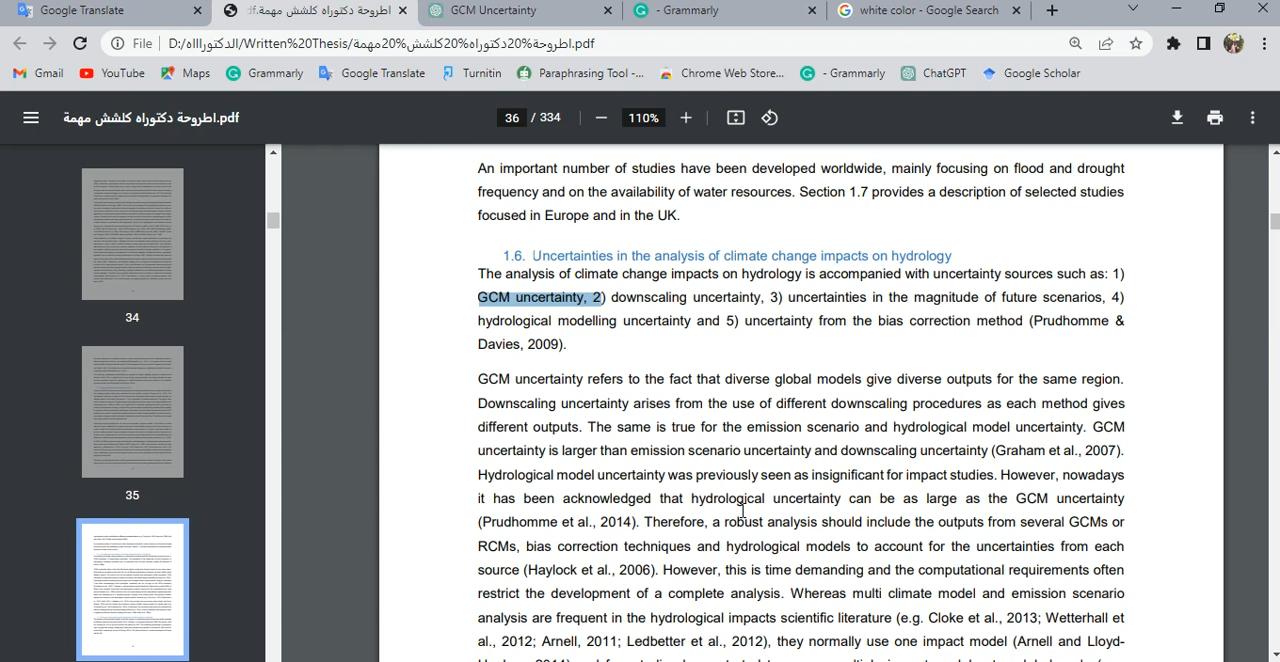 Google Translate
اطروحة دكتوراه كلشش مهمة.pdf
GCM Uncertainty
- Grammarly
white color - Google Search
File
D:/الدكتوراااه/Written%20Thesis/اطروحة%20دكتوراه%20كلشش%20مهمة.pdf
Gmail
YouTube
Maps
Grammarly
Google Translate
Turnitin
Paraphrasing Tool -...
Chrome Web Store...
- Grammarly
ChatGPT
Google Scholar
اطروحة دكتوراه كلشش مهمة.pdf
36 / 334
110%
34
35
An important number of studies have been developed worldwide, mainly focusing on flood and drought
frequency and on the availability of water resources. Section 1.7 provides a description of selected studies
focused in Europe and in the UK.
1.6. Uncertainties in the analysis of climate change impacts on hydrology
The analysis of climate change impacts on hydrology is accompanied with uncertainty sources such as: 1)
GCM uncertainty, 2) downscaling uncertainty, 3) uncertainties in the magnitude of future scenarios, 4)
hydrological modelling uncertainty and 5) uncertainty from the bias correction method (Prudhomme &
Davies, 2009).
GCM uncertainty refers to the fact that diverse global models give diverse outputs for the same region.
Downscaling uncertainty arises from the use of different downscaling procedures as each method gives
different outputs. The same is true for the emission scenario and hydrological model uncertainty. GCM
uncertainty is larger than emission scenario uncertainty and downscaling uncertainty (Graham et al., 2007).
Hydrological model uncertainty was previously seen as insignificant for impact studies. However, nowadays
it has been acknowledged that hydrological uncertainty can be as large as the GCM uncertainty
(Prudhomme et al., 2014). Therefore, a robust analysis should include the outputs from several GCMs or
RCMs, bias correction techniques and hydrological models to account for the uncertainties from each
source (Haylock et al., 2006). However, this is time demanding and the computational requirements often
restrict the development of a complete analysis. Whereas multi climate model and emission scenario
analysis are frequent in the hydrological impacts scientific literature (e.g. Cloke et al., 2013; Wetterhall et
al., 2012; Arnell, 2011; Ledbetter et al., 2012), they normally use one impact model (Arnell and Lloyd-